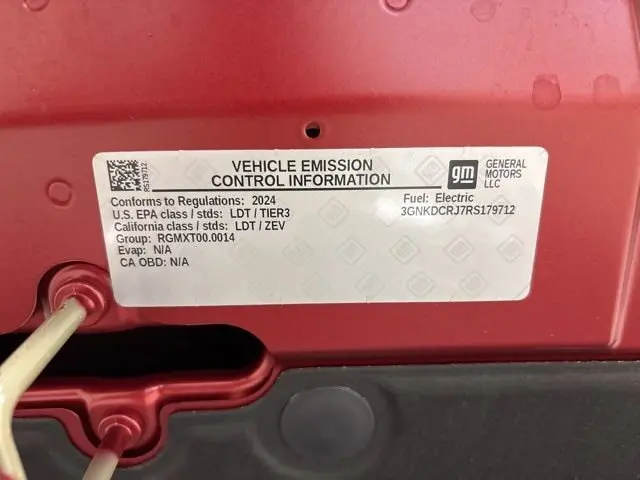 RS179712
VEHICLE EMISSION
CONTROL INFORMATION
gm
GENERAL
MOTORS
LLC
Conforms to Regulations: 2024
U.S. EPA class / stds: LDT / TIER3
California class / stds: LDT / ZEV
Group: RGMXT00.0014
Evap: N/A
CA OBD: N/A
Fuel: Electric
3GNKDCRJ7RS179712